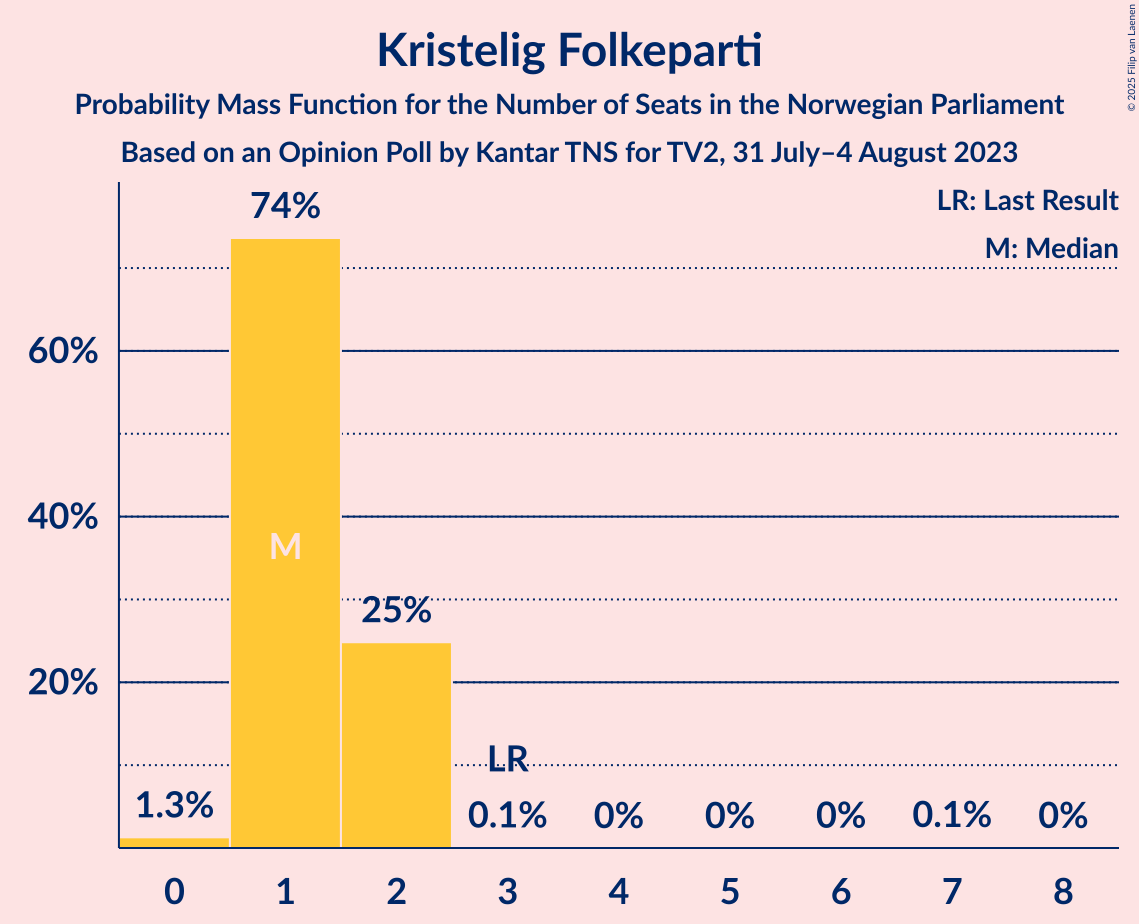 Kristelig Folkeparti
Probability Mass Function for the Number of Seats in the Norwegian Parliament
Based on an Opinion Poll by Kantar TNS for TV2, 31 July–4 August 2023
© 2025 Filip van Laenen
LR: Last Result
M: Median
74%
60%
40%
M
25%
20%
LR
1.3%
0.1%
0%
0%
0%
0.1%
0%
0 1 2 3 4 5 6 7 8